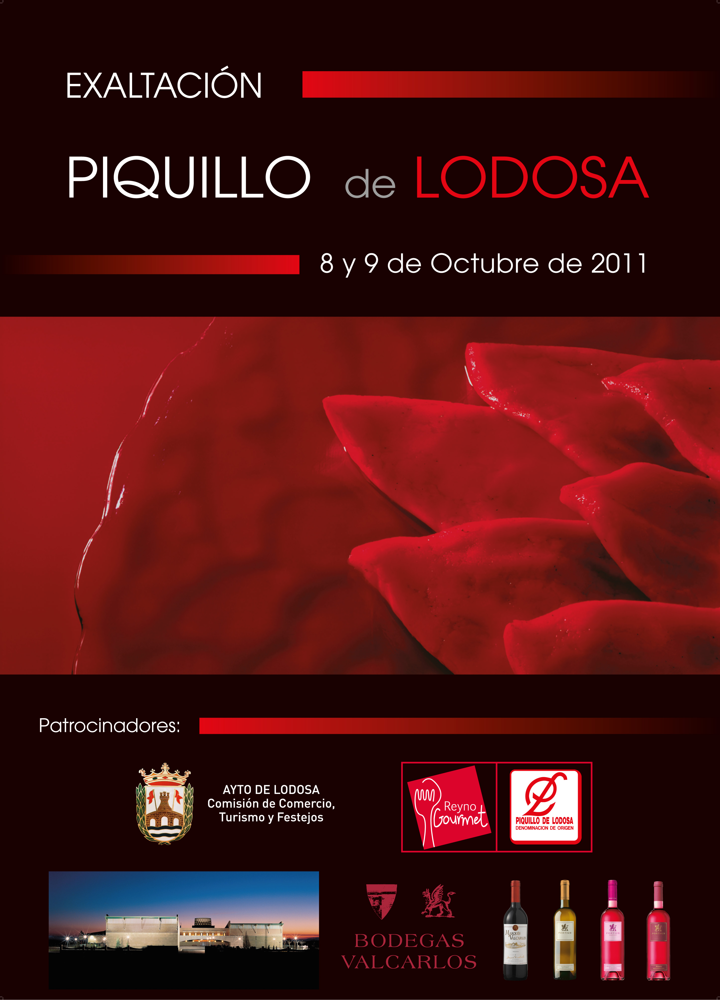 EXALTACIÓN
PIQUILLO de LODOSA
8 y 9 de Octubre de 2011
Patrocinadores:
AYTO DE LODOSA
Comisión de Comercio,
Turismo y Festejos
Reyno
Gourmet
PIQUILLO DE LODOSA
DENOMINACION DE ORIGEN
BODEGAS
VALCARLOS
MARQUÉS
DE VALCARLOS
FORTIUS
FORTIUS
FORTIUS